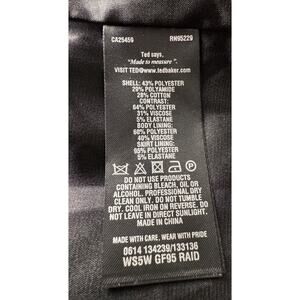 CA25459 RN95229
Ted says,
"Made to measure".
VISIT TED@WWW.tedbaker.com
SHELL: 43% POLYESTER
29% POLYAMIDE
28% COTTON
CONTRAST:
64% POLYESTER
31% VISCOSE
5% ELASTANE
BODY LINING:
60% POLYESTER
40% VISCOSE
SKIRT LINING:
95% POLYESTER
5% ELASTANE
DO NOT USE PRODUCTS
CONTAINING BLEACH, OIL OR
ALCOHOL. PROFESSIONAL DRY
CLEAN ONLY. DO NOT TUMBLE
DRY. COOL IRON ON REVERSE. DO
NOT LEAVE IN DIRECT SUNLIGHT.
MADE WITH CARE, WEAR WITH PRIDE
0614 134239/133136
WS5W GF95 RAID